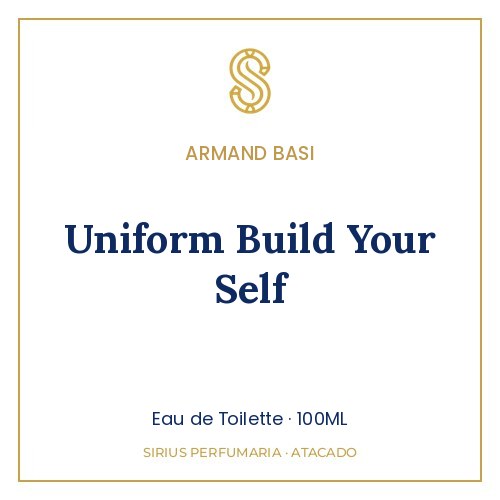 ARMAND BASI
Uniform Build Your
Self
Eau de Toilette · 100ML
SIRIUS PERFUMARIA · ATACADO